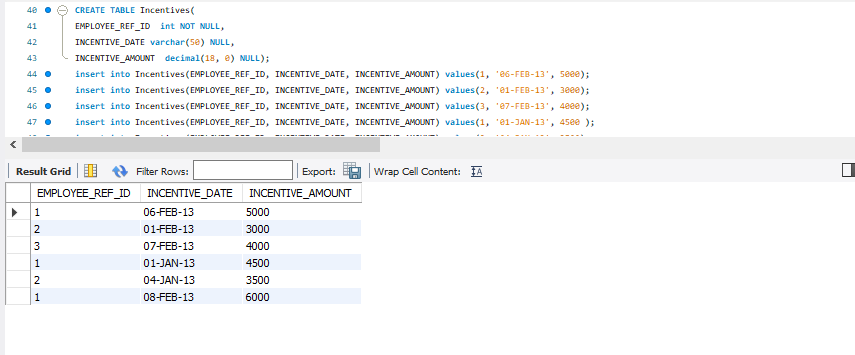 40 CREATE TABLE Incentives(
41 EMPLOYEE_REF_ID int NOT NULL,
42 INCENTIVE_DATE varchar(50) NULL,
43 INCENTIVE_AMOUNT decimal(18, 0) NULL);
44 insert into Incentives(EMPLOYEE_REF_ID, INCENTIVE_DATE, INCENTIVE_AMOUNT) values(1, '06-FEB-13', 5000);
45 insert into Incentives(EMPLOYEE_REF_ID, INCENTIVE_DATE, INCENTIVE_AMOUNT) values(2, '01-FEB-13', 3000);
46 insert into Incentives(EMPLOYEE_REF_ID, INCENTIVE_DATE, INCENTIVE_AMOUNT) values(3, '07-FEB-13', 4000);
47 insert into Incentives(EMPLOYEE_REF_ID, INCENTIVE_DATE, INCENTIVE_AMOUNT) values(1, '01-JAN-13', 4500 );
Result Grid Filter Rows: Export: Wrap Cell Content:
EMPLOYEE_REF_ID INCENTIVE_DATE INCENTIVE_AMOUNT
1 06-FEB-13 5000
2 01-FEB-13 3000
3 07-FEB-13 4000
1 01-JAN-13 4500
2 04-JAN-13 3500
1 08-FEB-13 6000